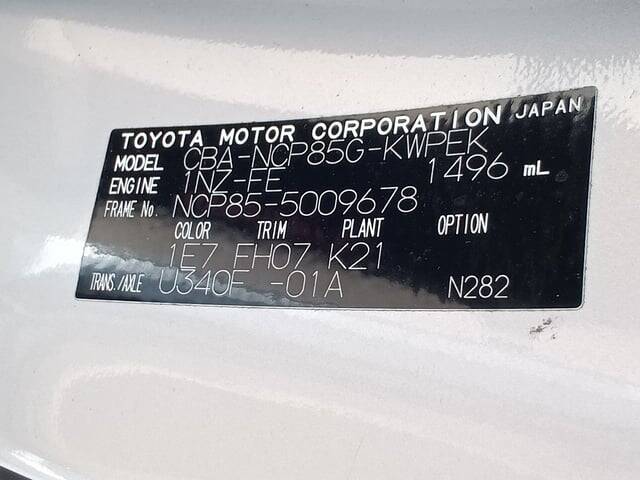 TOYOTA MOTOR CORPORATION JAPAN
MODEL CBA-NCP85G-KWPEK
ENGINE 1NZ-FE 1496 mL
FRAME No. NCP85-5009678
COLOR TRIM PLANT OPTION
1E7 FH07 K21
TRANS./AXLE U340F -01A N282